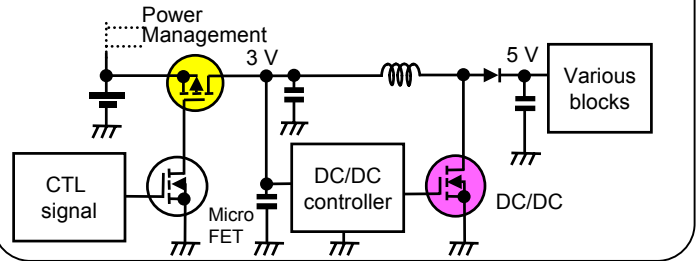 Power
Management
3 V
5 V
Various
blocks
CTL
signal
Micro
FET
DC/DC
controller
DC/DC